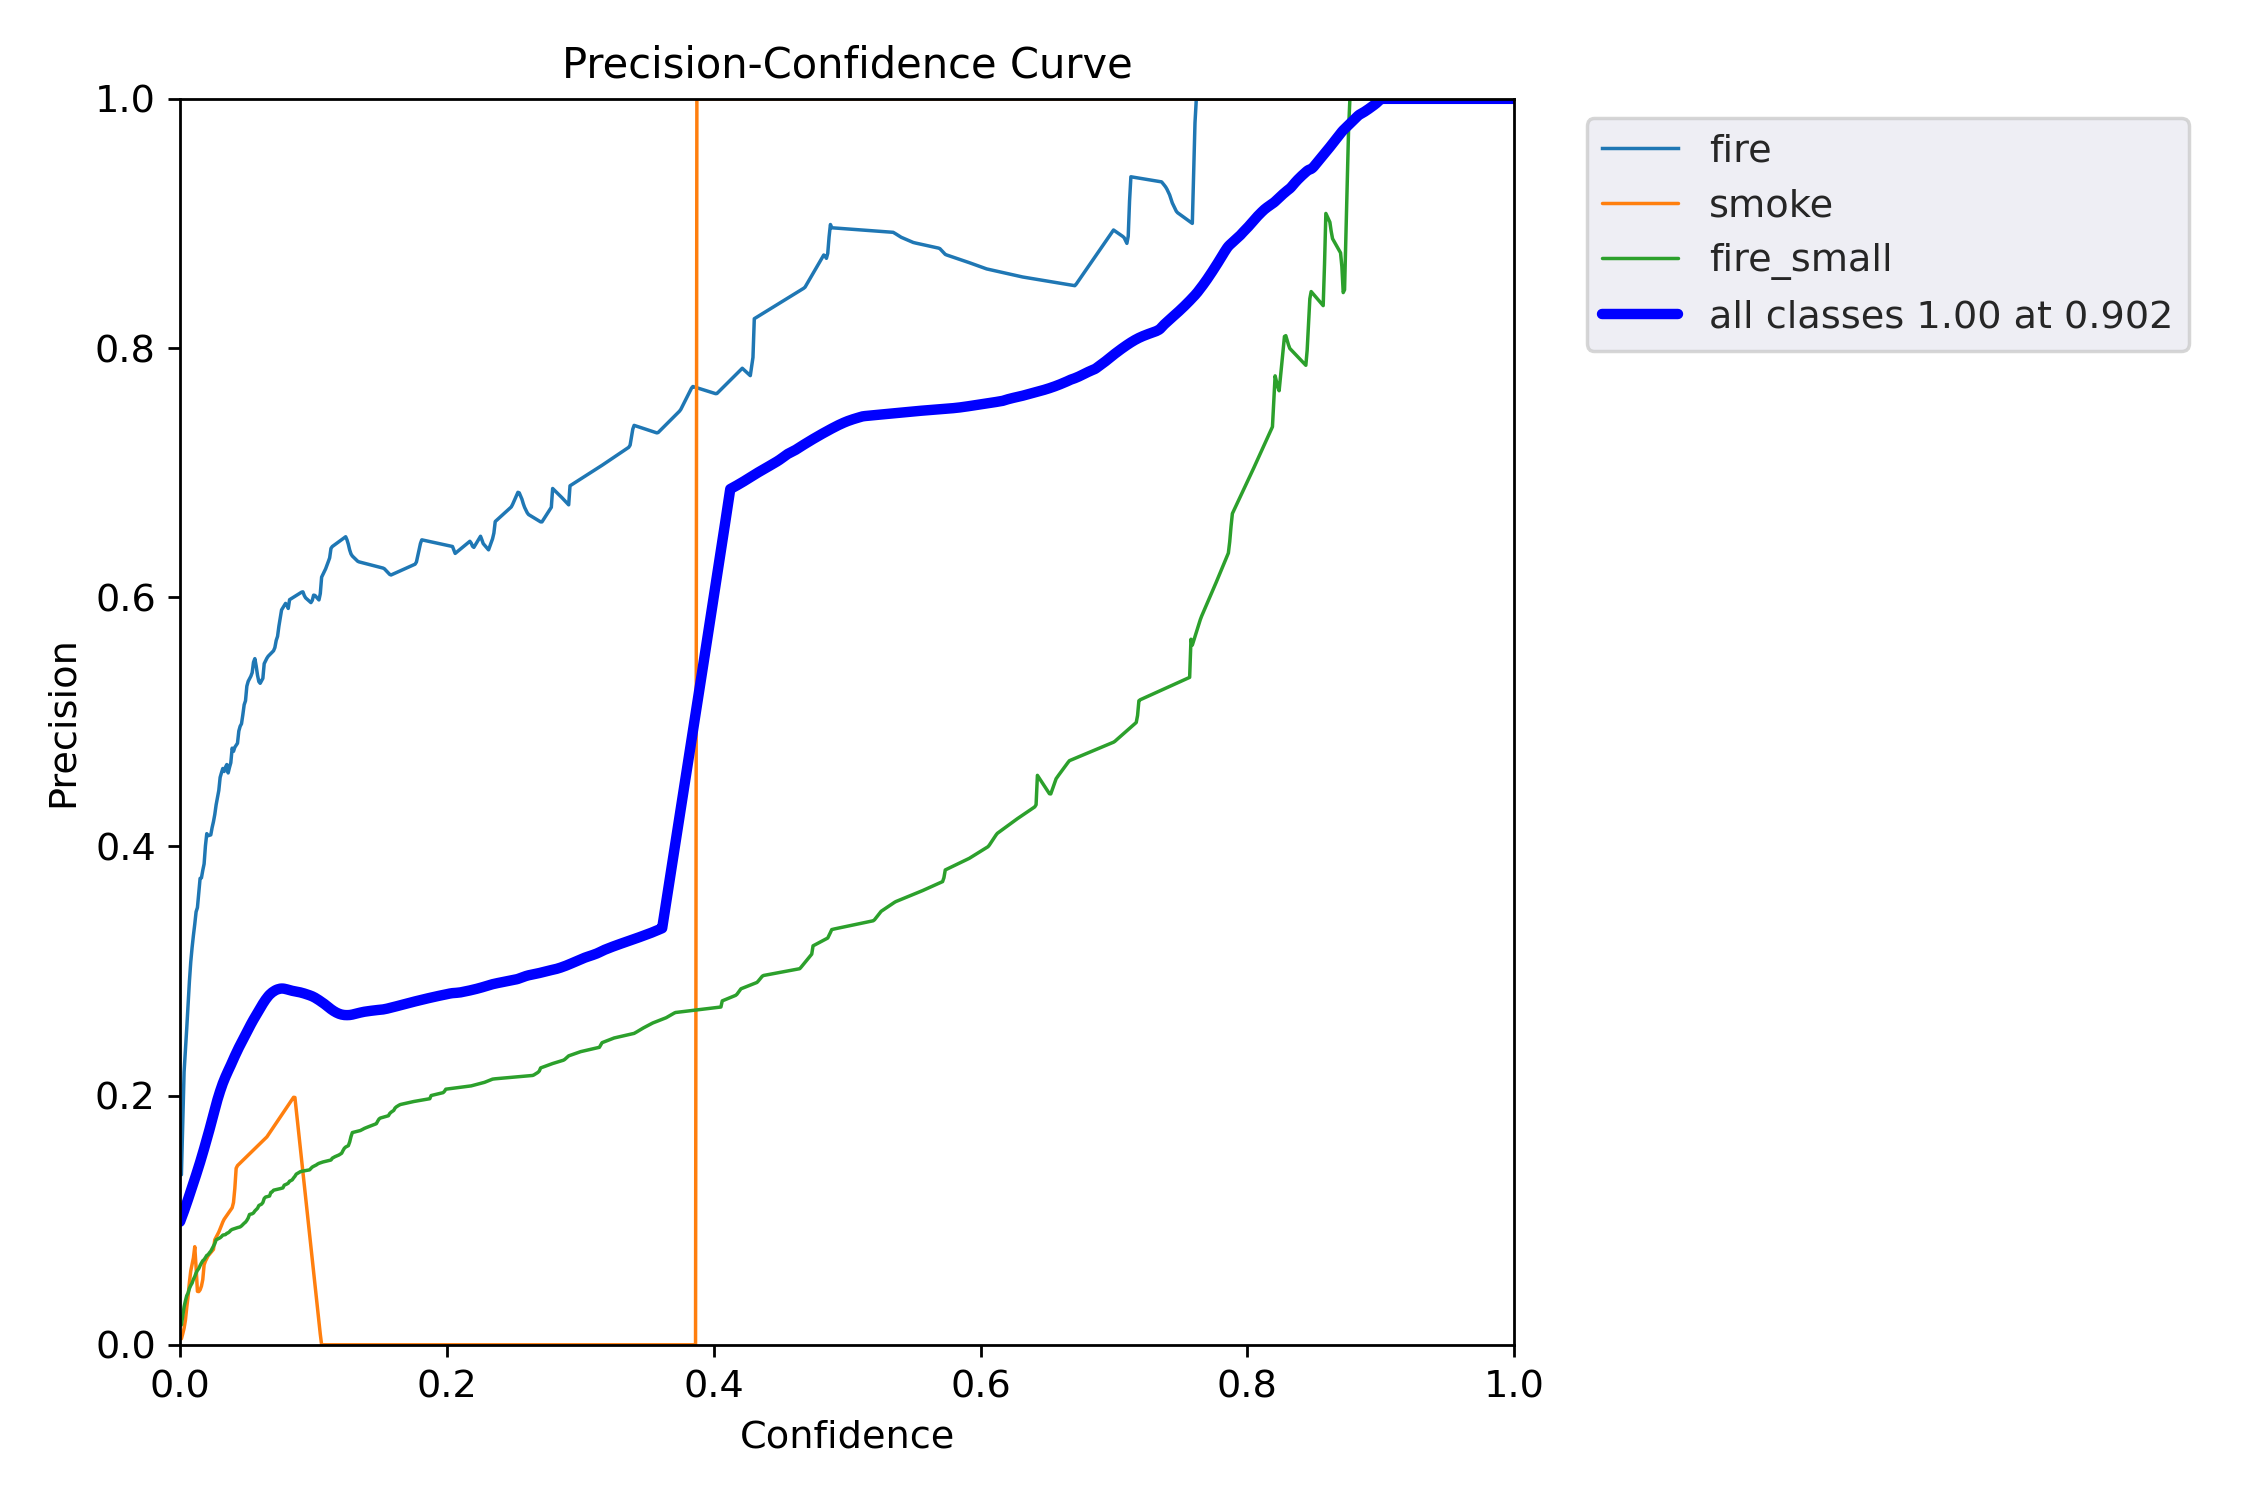 Precision-Confidence Curve
1.0
0.8
0.6
0.4
0.2
0.0
Precision
0.0 0.2 0.4 0.6 0.8 1.0
Confidence
fire
smoke
fire_small
all classes 1.00 at 0.902